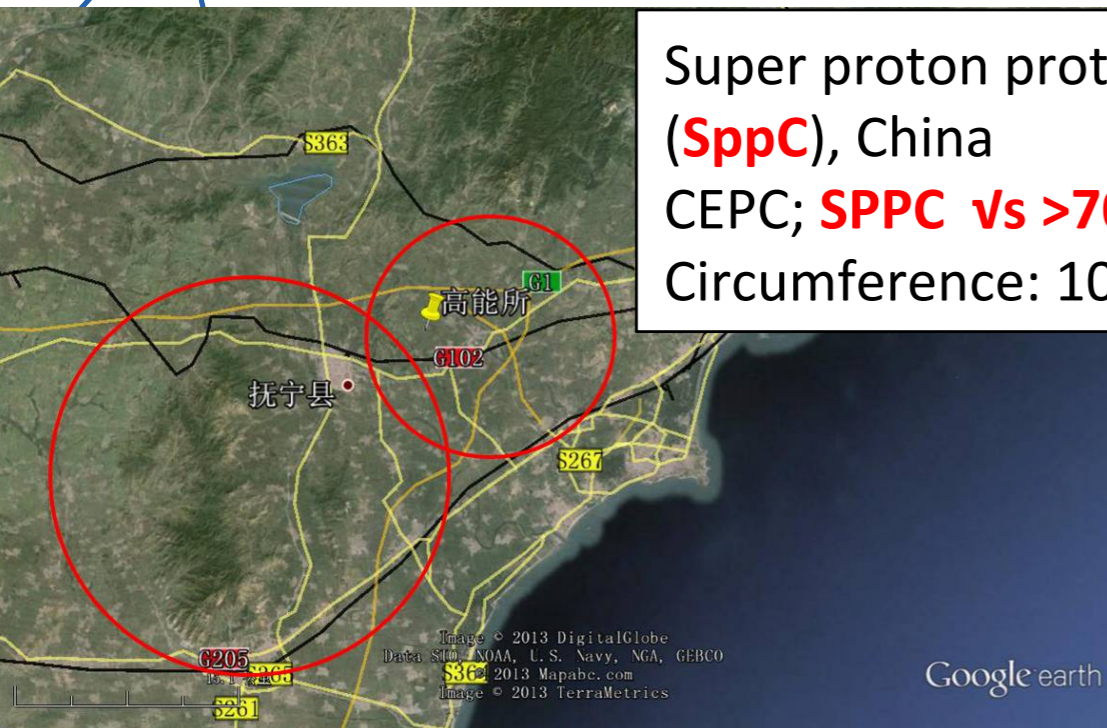 Super proton prot
(SppC), China
CEPC; SPPC √s >70
Circumference: 10
S363
G1
高能所
G102
抚宁县
S267
G205
S365
S261
Image © 2013 DigitalGlobe
Data SIO, NOAA, U.S. Navy, NGA, GEBCO
© 2013 Mapabc.com
Image © 2013 TerraMetrics
Google earth